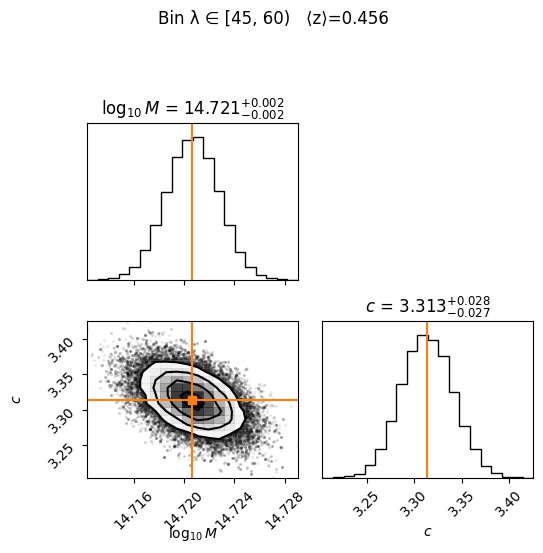 Bin λ ∈ [45, 60) ⟨z⟩=0.456
log₁₀ M = 14.721⁺⁰·⁰⁰²₋₀.₀₀₂
c = 3.313⁺⁰·⁰²⁸₋₀.₀₂₇
3.40
3.35
3.30
3.25
c
14.716
14.720
14.724
14.728
log₁₀ M
3.25
3.30
3.35
3.40
c